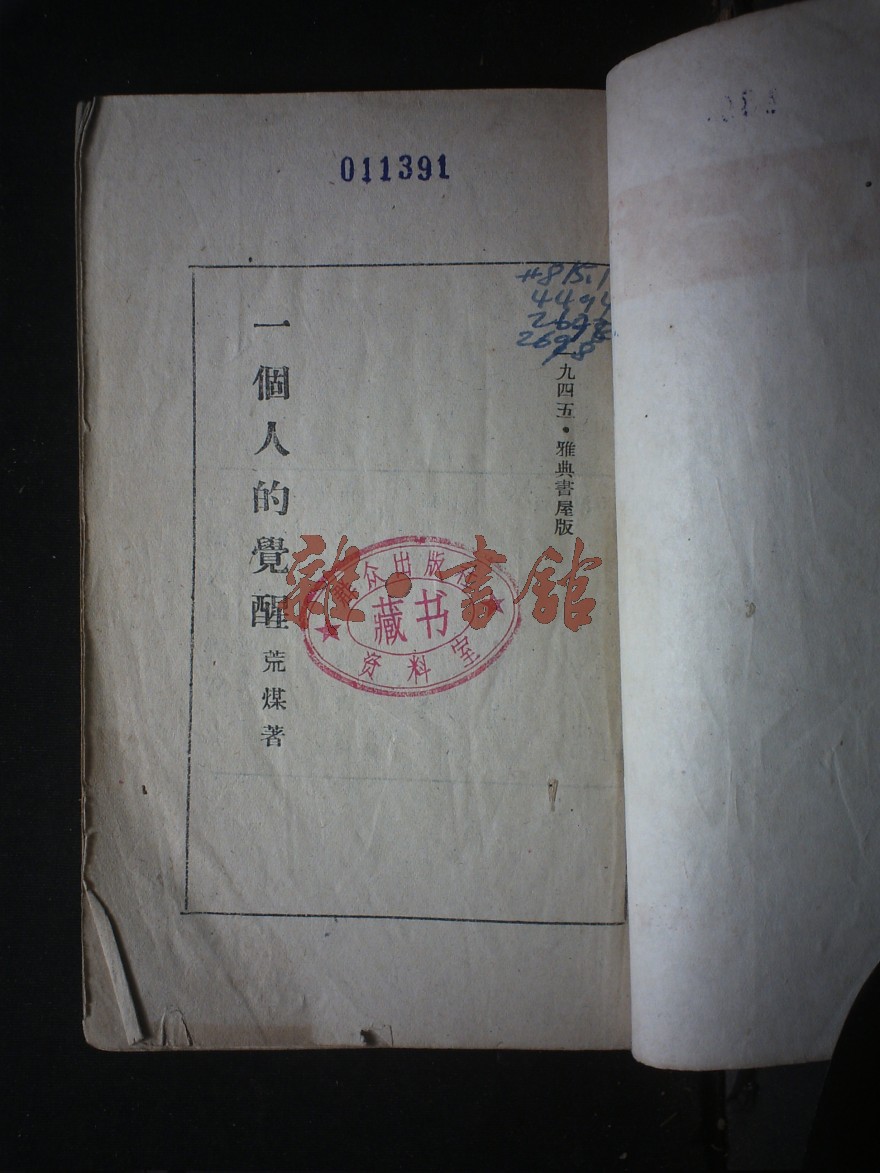 011391
4494
一九四五・雅典書屋版
一個人的覺醒
荒煤著
众出版社
藏书
资料室
雜·書館